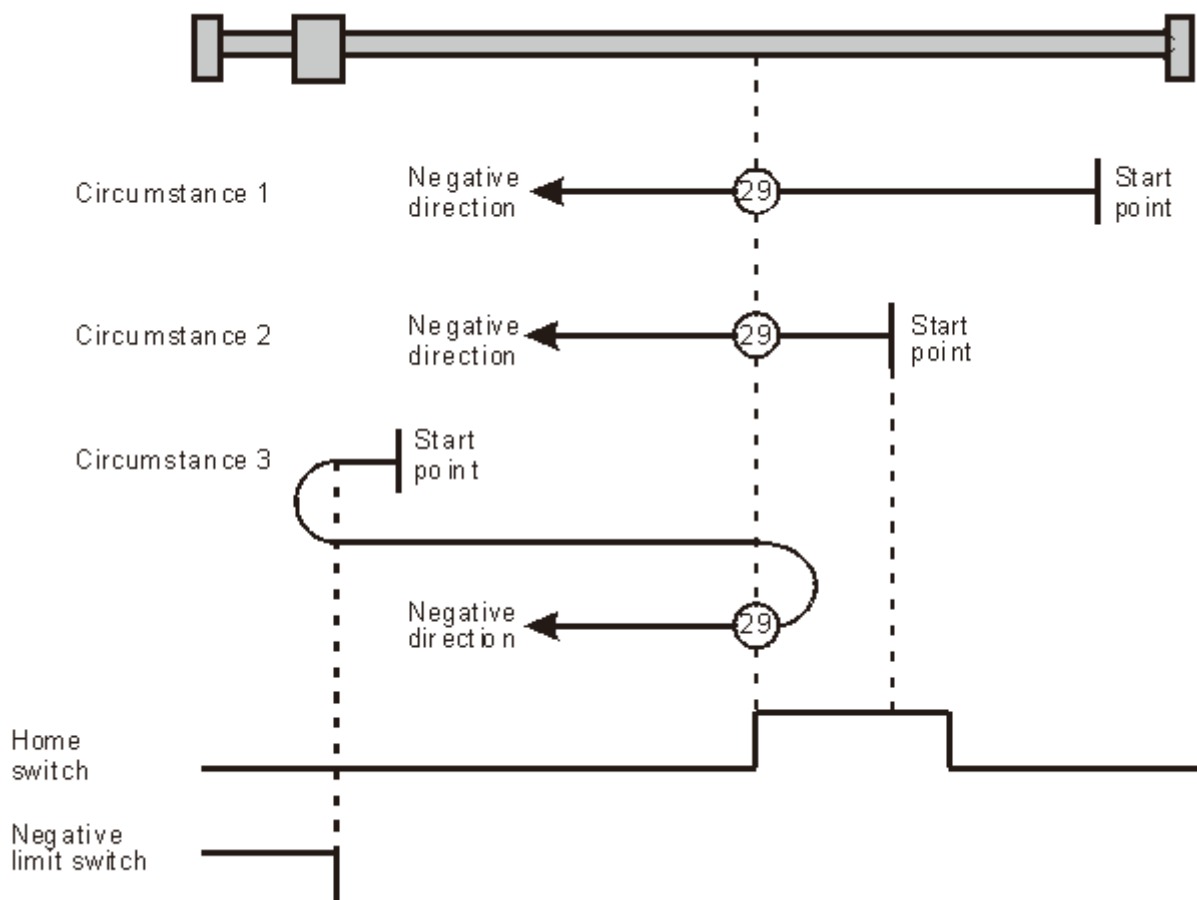 Circumstance 1
Negative
direction
29
Start
point
Circumstance 2
Negative
direction
29
Start
point
Circumstance 3
Start
point
Negative
direction
29
Home
switch
Negative
limit switch